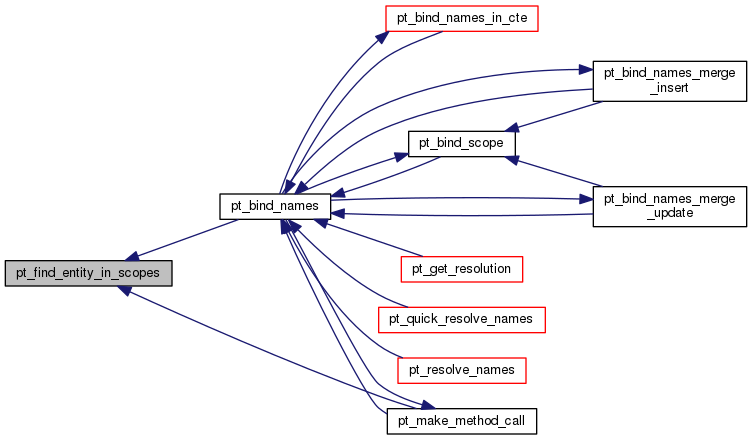 pt_bind_names_in_cte
pt_bind_names_merge
_insert
pt_bind_scope
pt_bind_names
pt_bind_names_merge
_update
pt_find_entity_in_scopes
pt_get_resolution
pt_quick_resolve_names
pt_resolve_names
pt_make_method_call